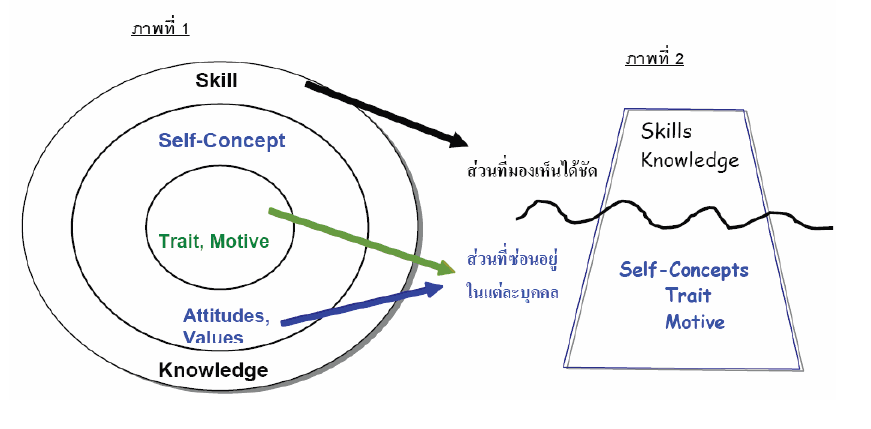 ภาพที่ 1
Skill
Self-Concept
Trait, Motive
Attitudes,
Values
Knowledge
ส่วนที่มองเห็นได้ชัด
ส่วนที่ซ่อนอยู่
ในแต่ละบุคคล
ภาพที่ 2
Skills
Knowledge
Self-Concepts
Trait
Motive